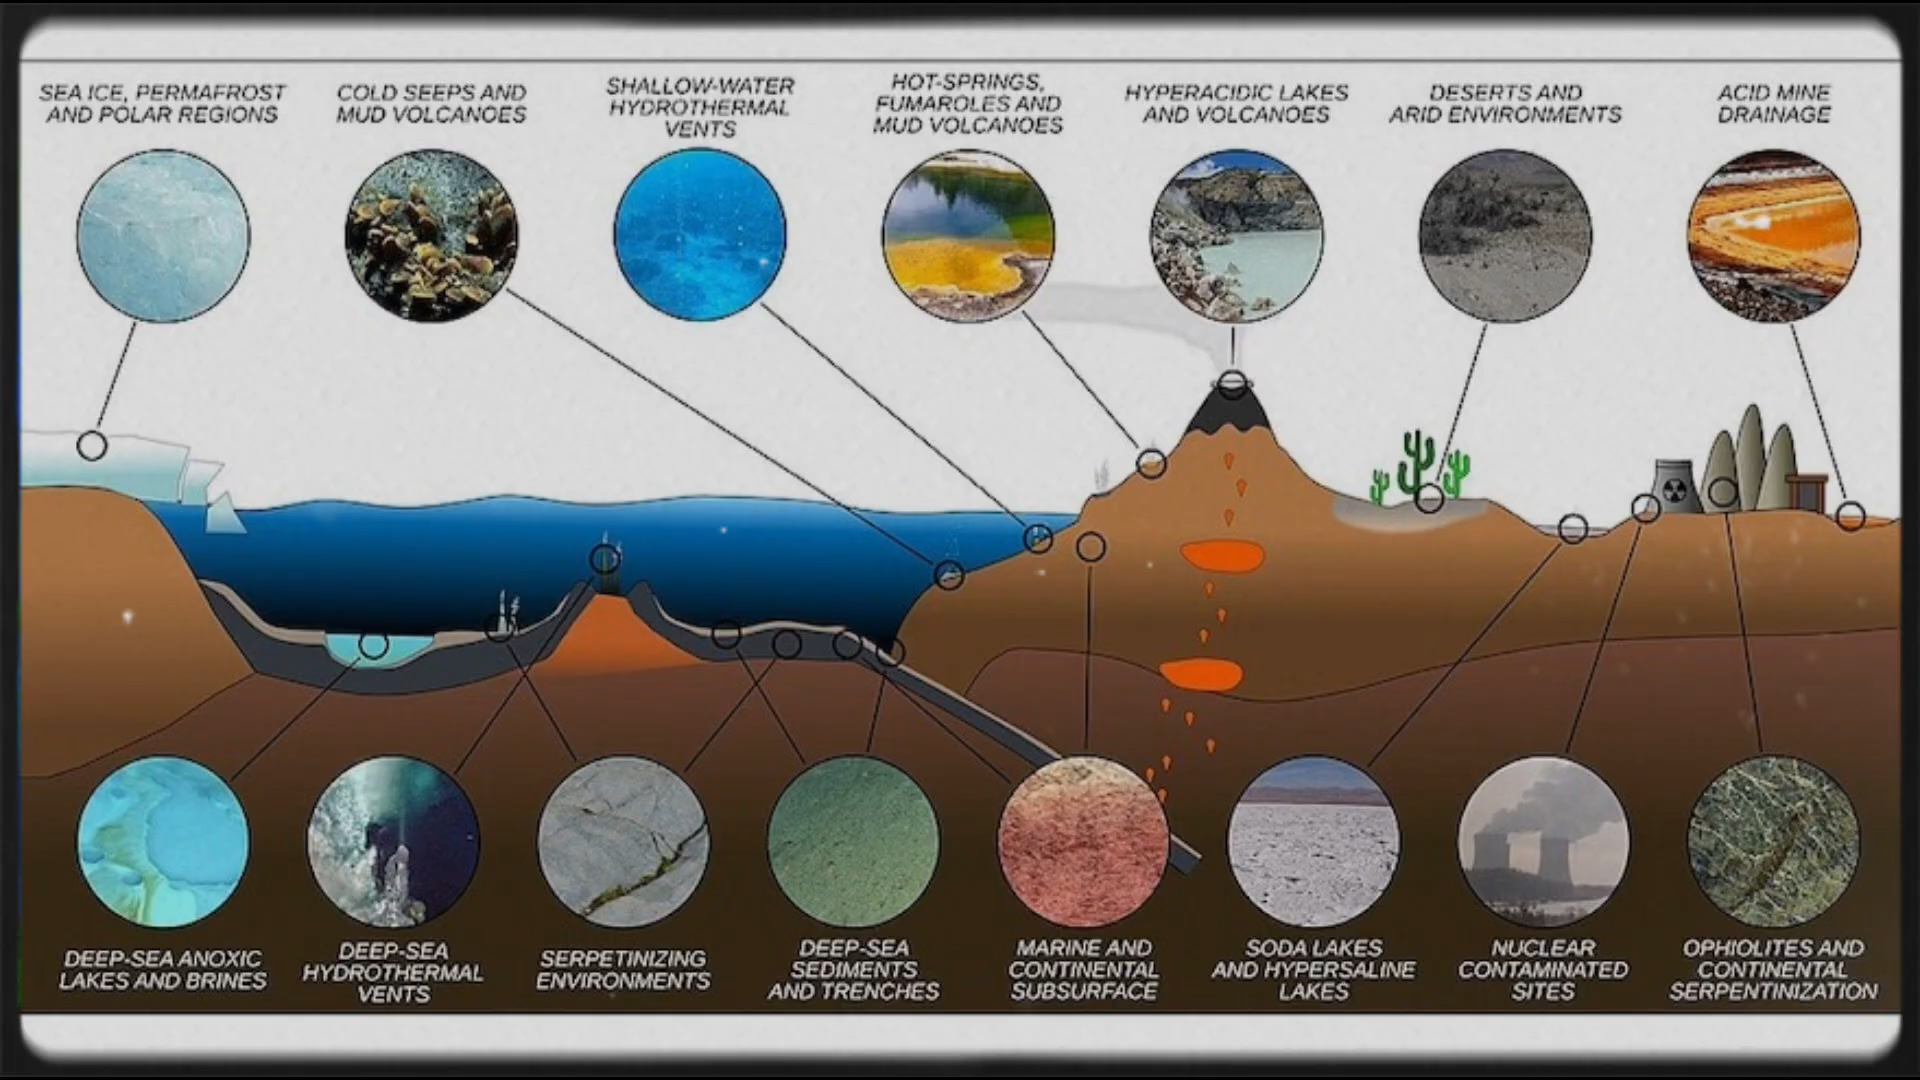 SEA ICE, PERMAFROST
AND POLAR REGIONS
COLD SEEPS AND
MUD VOLCANOES
SHALLOW-WATER
HYDROTHERMAL
VENTS
HOT-SPRINGS,
FUMAROLES AND
MUD VOLCANOES
HYPERACIDIC LAKES
AND VOLCANOES
DESERTS AND
ARID ENVIRONMENTS
ACID MINE
DRAINAGE
DEEP-SEA ANOXIC
LAKES AND BRINES
DEEP-SEA
HYDROTHERMAL
VENTS
SERPETINIZING
ENVIRONMENTS
DEEP-SEA
SEDIMENTS
AND TRENCHES
MARINE AND
CONTINENTAL
SUBSURFACE
SODA LAKES
AND HYPERSALINE
LAKES
NUCLEAR
CONTAMINATED
SITES
OPHIOLITES AND
CONTINENTAL
SERPENTINIZATION